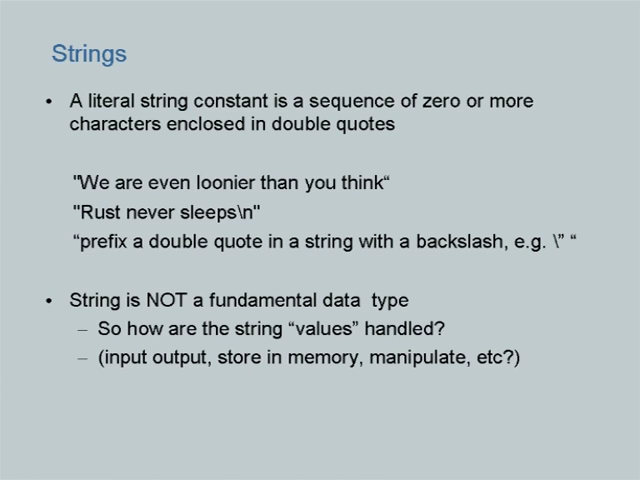 Strings
• A literal string constant is a sequence of zero or more
characters enclosed in double quotes
"We are even loonier than you think“
"Rust never sleeps\n"
“prefix a double quote in a string with a backslash, e.g. \” “
• String is NOT a fundamental data type
– So how are the string “values” handled?
– (input output, store in memory, manipulate, etc?)